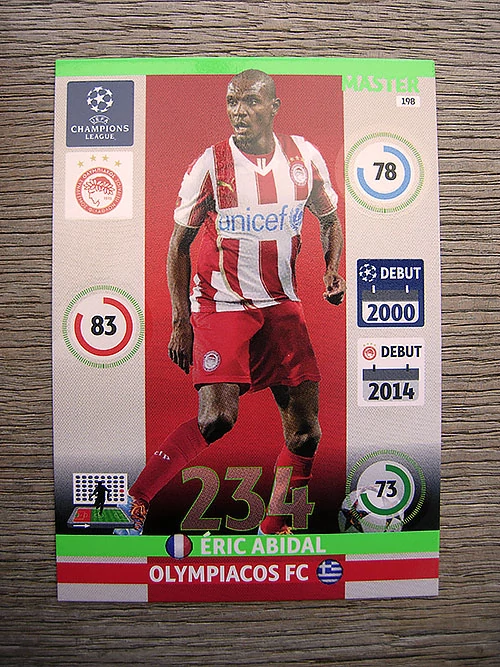 MASTER
198
UEFA
CHAMPIONS
LEAGUE
78
unicef
DEBUT
2000
83
DEBUT
2014
234
73
ÉRIC ABIDAL
OLYMPIACOS FC